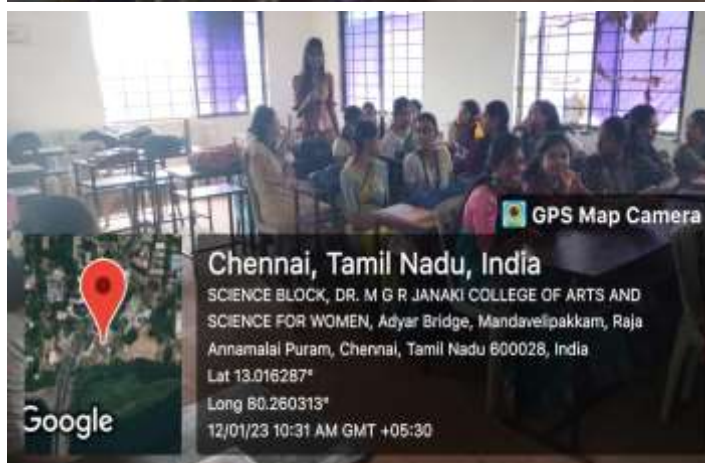 GPS Map Camera
Chennai, Tamil Nadu, India
SCIENCE BLOCK, DR. M G R JANAKI COLLEGE OF ARTS AND
SCIENCE FOR WOMEN, Adyar Bridge, Mandavelipakkam, Raja
Annamalai Puram, Chennai, Tamil Nadu 600028, India
Lat 13.016287°
Long 80.260313°
12/01/23 10:31 AM GMT +05:30
Google